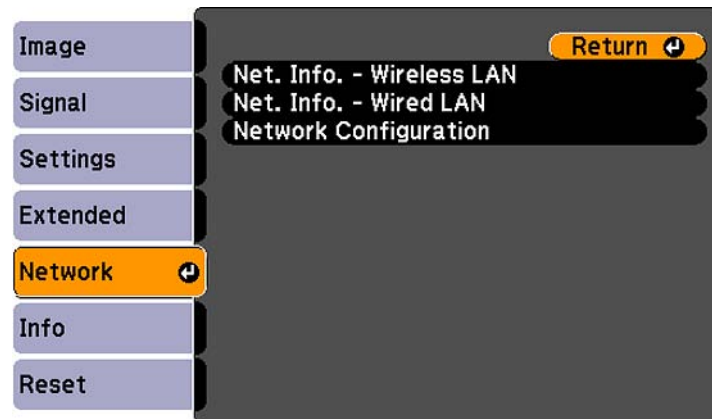 Image
Signal
Settings
Extended
Network
Info
Reset
Return
Net. Info. - Wireless LAN
Net. Info. - Wired LAN
Network Configuration